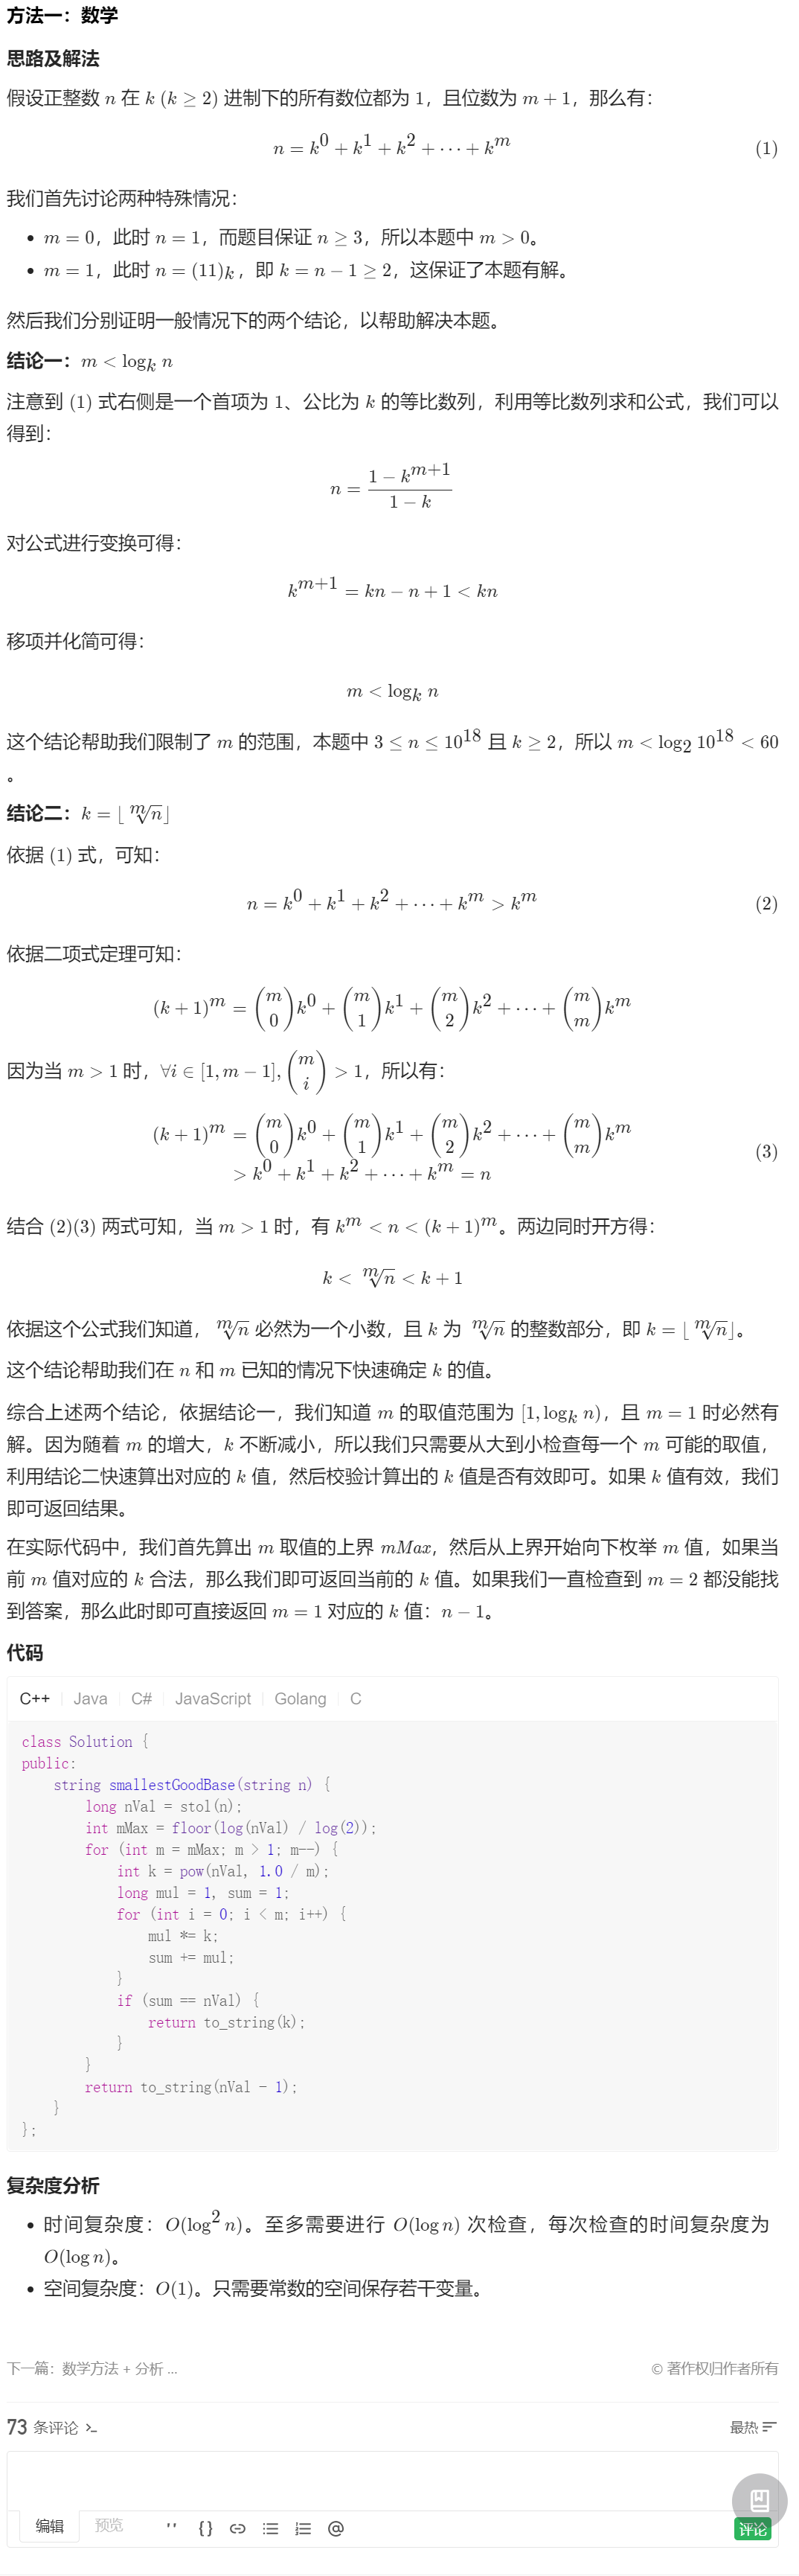 方法一：数学
思路及解法
假设正整数 n 在 k (k ≥ 2) 进制下的所有数位都为 1，且位数为 m + 1，那么有：
n = k^0 + k^1 + k^2 + ⋯ + k^m (1)
我们首先讨论两种特殊情况：
• m = 0，此时 n = 1，而题目保证 n ≥ 3，所以本题中 m > 0。
• m = 1，此时 n = (11)_k，即 k = n − 1 ≥ 2，这保证了本题有解。
然后我们分别证明一般情况下的两个结论，以帮助解决本题。
结论一：m < log_k n
注意到 (1) 式右侧是一个首项为 1、公比为 k 的等比数列，利用等比数列求和公式，我们可以
得到：
n = \frac{1 − k^{m+1}}{1 − k}
对公式进行变换可得：
k^{m+1} = kn − n + 1 < kn
移项并化简可得：
m < log_k n
这个结论帮助我们限制了 m 的范围，本题中 3 ≤ n ≤ 10^{18} 且 k ≥ 2，所以 m < log_2 10^{18} < 60
。
结论二：k = ⌊\sqrt[m]{n}⌋
依据 (1) 式，可知：
n = k^0 + k^1 + k^2 + ⋯ + k^m > k^m (2)
依据二项式定理可知：
(k + 1)^m = \binom{m}{0}k^0 + \binom{m}{1}k^1 + \binom{m}{2}k^2 + ⋯ + \binom{m}{m}k^m
因为当 m > 1 时，∀i ∈ [1, m − 1], \binom{m}{i} > 1，所以有：
(k + 1)^m = \binom{m}{0}k^0 + \binom{m}{1}k^1 + \binom{m}{2}k^2 + ⋯ + \binom{m}{m}k^m
> k^0 + k^1 + k^2 + ⋯ + k^m = n (3)
结合 (2)(3) 两式可知，当 m > 1 时，有 k^m < n < (k + 1)^m。两边同时开方得：
k < \sqrt[m]{n} < k + 1
依据这个公式我们知道，\sqrt[m]{n} 必然为一个小数，且 k 为 \sqrt[m]{n} 的整数部分，即 k = ⌊\sqrt[m]{n}⌋。
这个结论帮助我们在 n 和 m 已知的情况下快速确定 k 的值。
综合上述两个结论，依据结论一，我们知道 m 的取值范围为 [1, log_k n)，且 m = 1 时必然有
解。因为随着 m 的增大，k 不断减小，所以我们只需要从大到小检查每一个 m 可能的取值，
利用结论二快速算出对应的 k 值，然后校验计算出的 k 值是否有效即可。如果 k 值有效，我们
即可返回结果。
在实际代码中，我们首先算出 m 取值的上界 mMax，然后从上界开始向下枚举 m 值，如果当
前 m 值对应的 k 合法，那么我们即可返回当前的 k 值。如果我们一直检查到 m = 2 都没能找
到答案，那么此时即可直接返回 m = 1 对应的 k 值：n − 1。
代码
C++ | Java | C# | JavaScript | Golang | C
class Solution {
public:
    string smallestGoodBase(string n) {
        long nVal = stol(n);
        int mMax = floor(log(nVal) / log(2));
        for (int m = mMax; m > 1; m--) {
            int k = pow(nVal, 1.0 / m);
            long mul = 1, sum = 1;
            for (int i = 0; i < m; i++) {
                mul *= k;
                sum += mul;
            }
            if (sum == nVal) {
                return to_string(k);
            }
        }
        return to_string(nVal - 1);
    }
};
复杂度分析
• 时间复杂度：O(log^2 n)。至多需要进行 O(log n) 次检查，每次检查的时间复杂度为
O(log n)。
• 空间复杂度：O(1)。只需要常数的空间保存若干变量。
下一篇：数学方法 + 分析 ... © 著作权归作者所有
73 条评论 最热
编辑 预览 评论